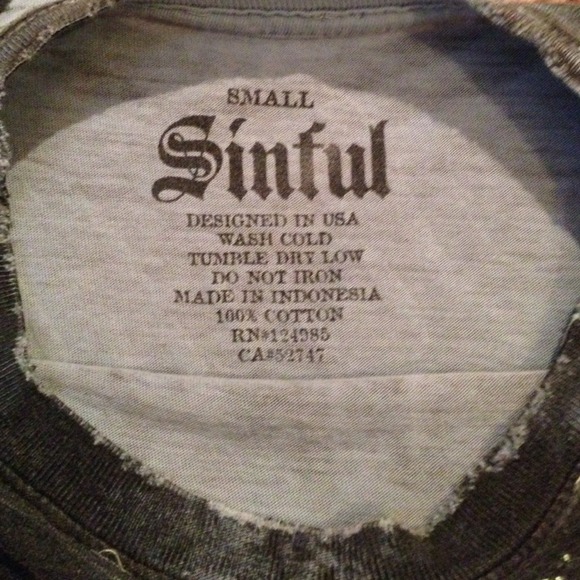 SMALL
Sinful
DESIGNED IN USA
WASH COLD
TUMBLE DRY LOW
DO NOT IRON
MADE IN INDONESIA
100% COTTON
RN#124985
CA#52747